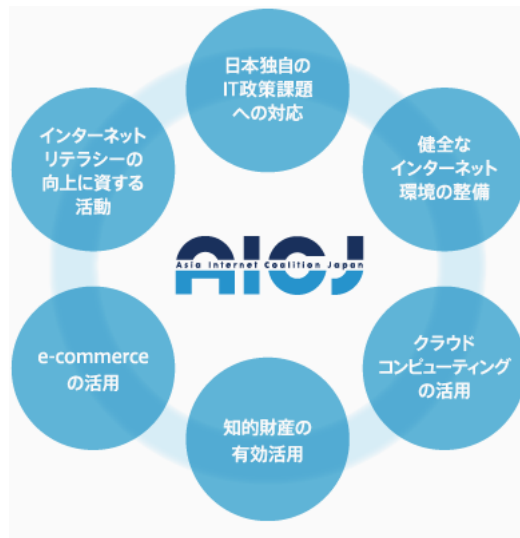 日本独自の
IT政策課題
への対応
健全な
インターネット
環境の整備
クラウド
コンピューティング
の活用
知的財産の
有効活用
e-commerce
の活用
インターネット
リテラシーの
向上に資する
活動
AICJ
Asia Internet Coalition Japan